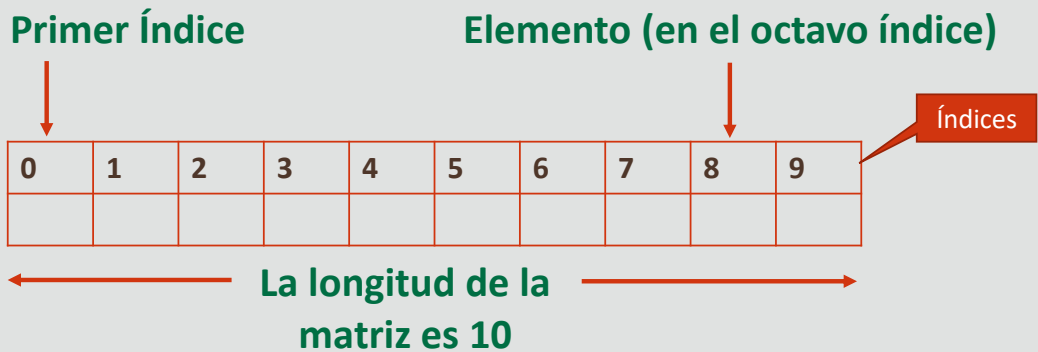 Primer Índice
Elemento (en el octavo índice)
Índices
0 1 2 3 4 5 6 7 8 9
La longitud de la
matriz es 10